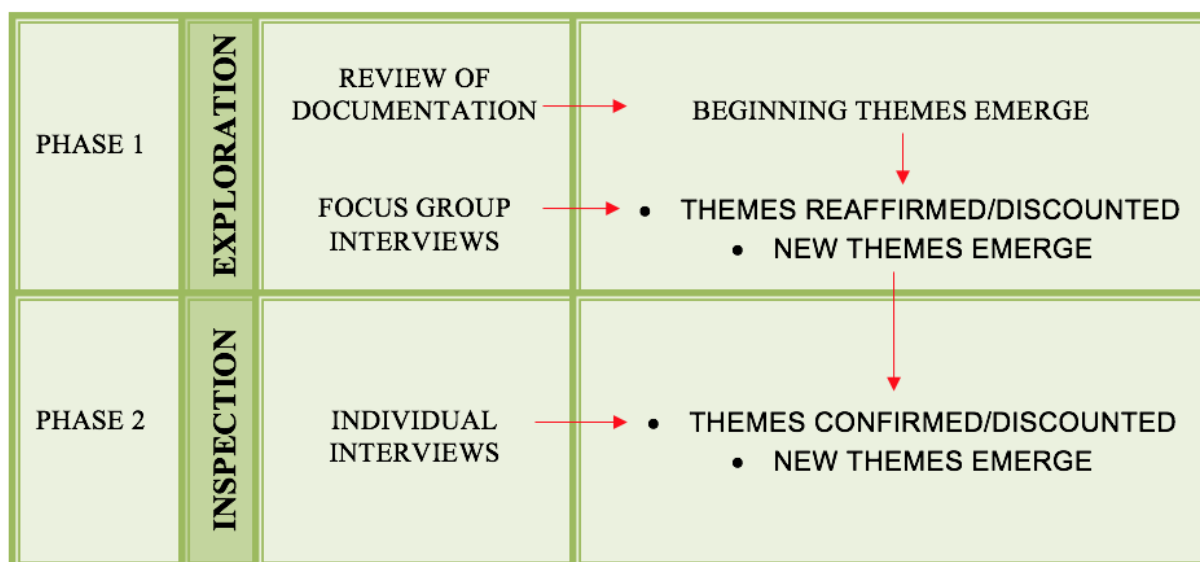 PHASE 1
EXPLORATION
REVIEW OF
DOCUMENTATION
BEGINNING THEMES EMERGE
FOCUS GROUP
INTERVIEWS
• THEMES REAFFIRMED/DISCOUNTED
• NEW THEMES EMERGE
PHASE 2
INSPECTION
INDIVIDUAL
INTERVIEWS
• THEMES CONFIRMED/DISCOUNTED
• NEW THEMES EMERGE